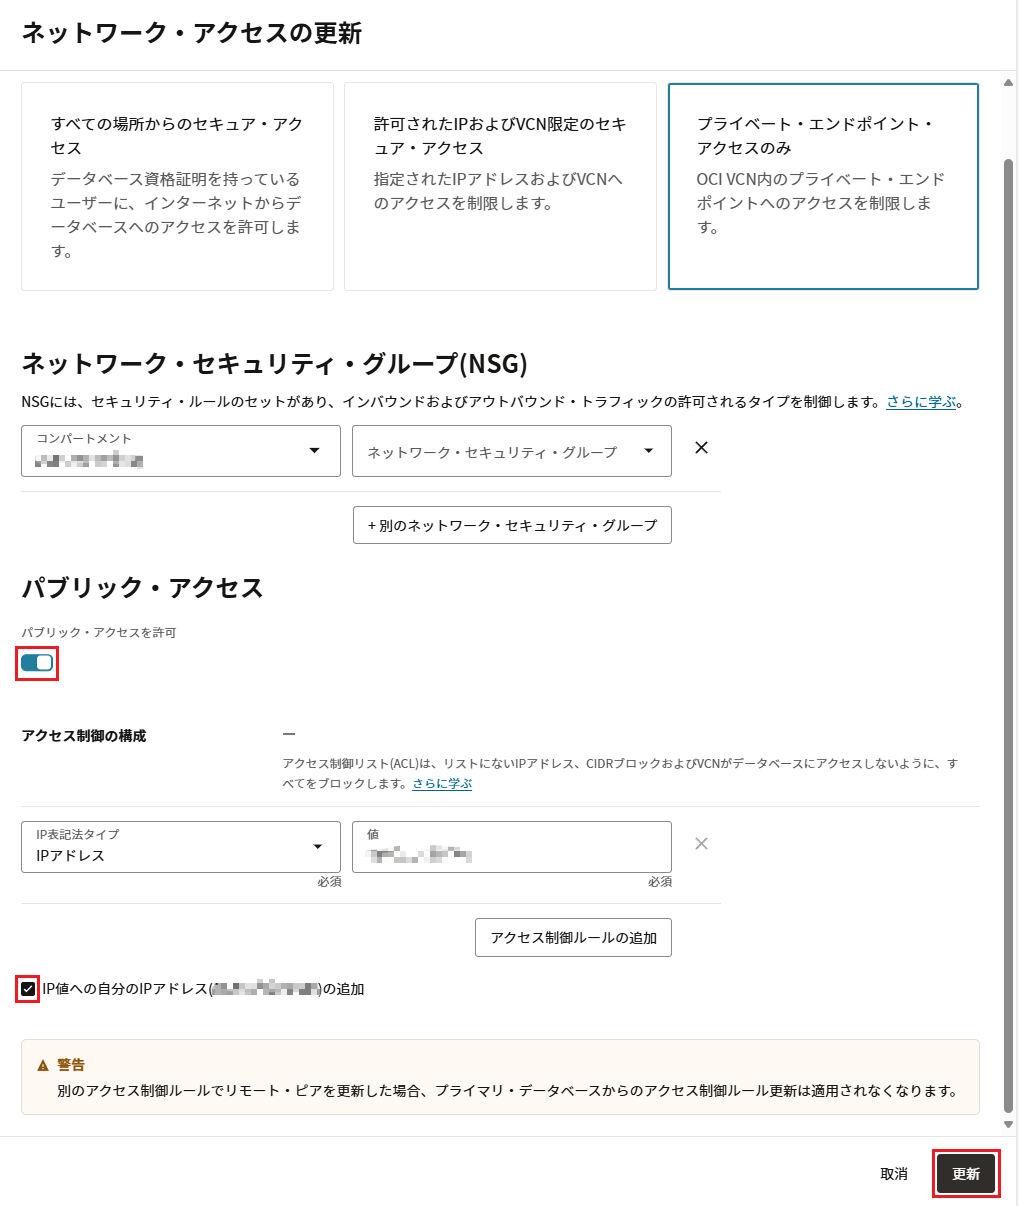 ネットワーク・アクセスの更新
すべての場所からのセキュア・アク
セス
データベース資格証明を持っている
ユーザーに、インターネットからデ
ータベースへのアクセスを許可しま
す。
許可されたIPおよびVCN限定のセキ
ュア・アクセス
指定されたIPアドレスおよびVCNへ
のアクセスを制限します。
プライベート・エンドポイント・
アクセスのみ
OCI VCN内のプライベート・エンド
ポイントへのアクセスを制限しま
す。
ネットワーク・セキュリティ・グループ(NSG)
NSGには、セキュリティ・ルールのセットがあり、インバウンドおよびアウトバウンド・トラフィックの許可されるタイプを制御します。さらに学ぶ。
コンパートメント
ネットワーク・セキュリティ・グループ
+ 別のネットワーク・セキュリティ・グループ
パブリック・アクセス
パブリック・アクセスを許可
アクセス制御の構成
アクセス制御リスト(ACL)は、リストにないIPアドレス、CIDRブロックおよびVCNがデータベースにアクセスしないように、す
べてをブロックします。さらに学ぶ
IP表記法タイプ
IPアドレス
必須
値
必須
アクセス制御ルールの追加
IP値への自分のIPアドレス()の追加
警告
別のアクセス制御ルールでリモート・ピアを更新した場合、プライマリ・データベースからのアクセス制御ルール更新は適用されなくなります。
取消
更新